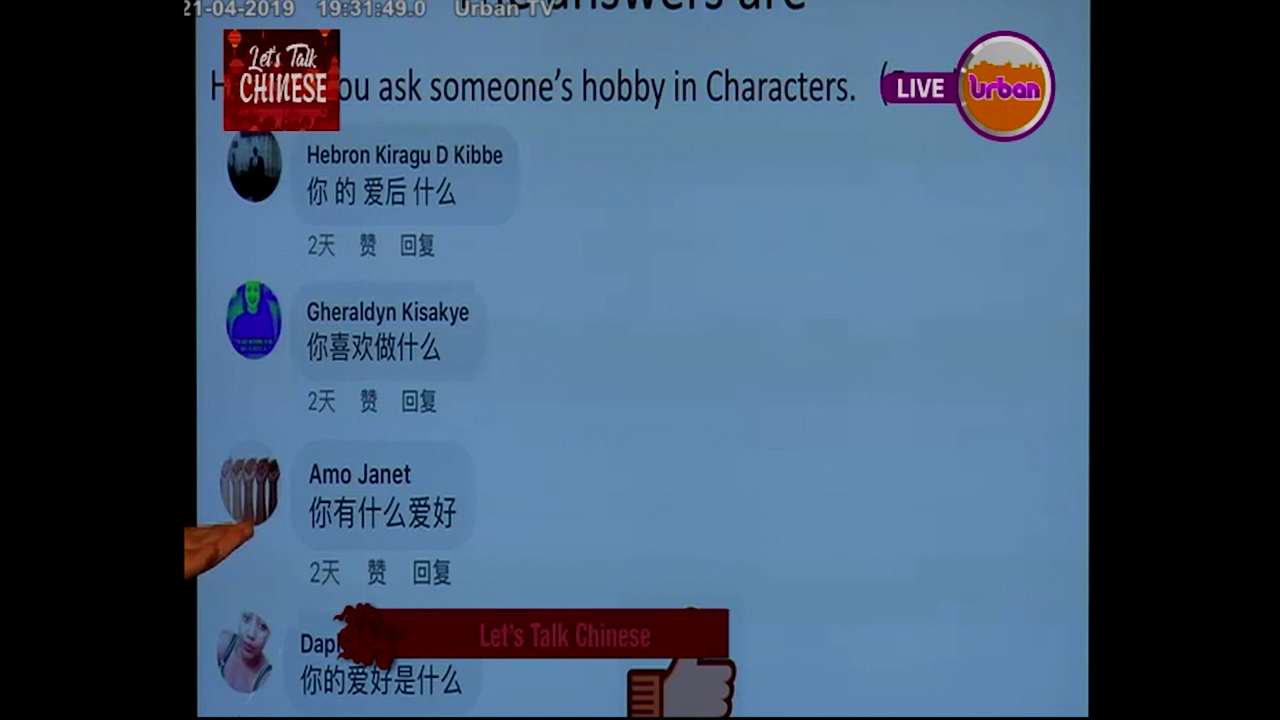 21-04-2019 19:31:49.0 Urban TV
answers are
Let's Talk
CHINESE
ou ask someone's hobby in Characters.
LIVE
urban
Hebron Kiragu D Kibbe
你 的 爱后 什么
2天 赞 回复
Gheraldyn Kisakye
你喜欢做什么
2天 赞 回复
Amo Janet
你有什么爱好
2天 赞 回复
Let's Talk Chinese
你的爱好是什么